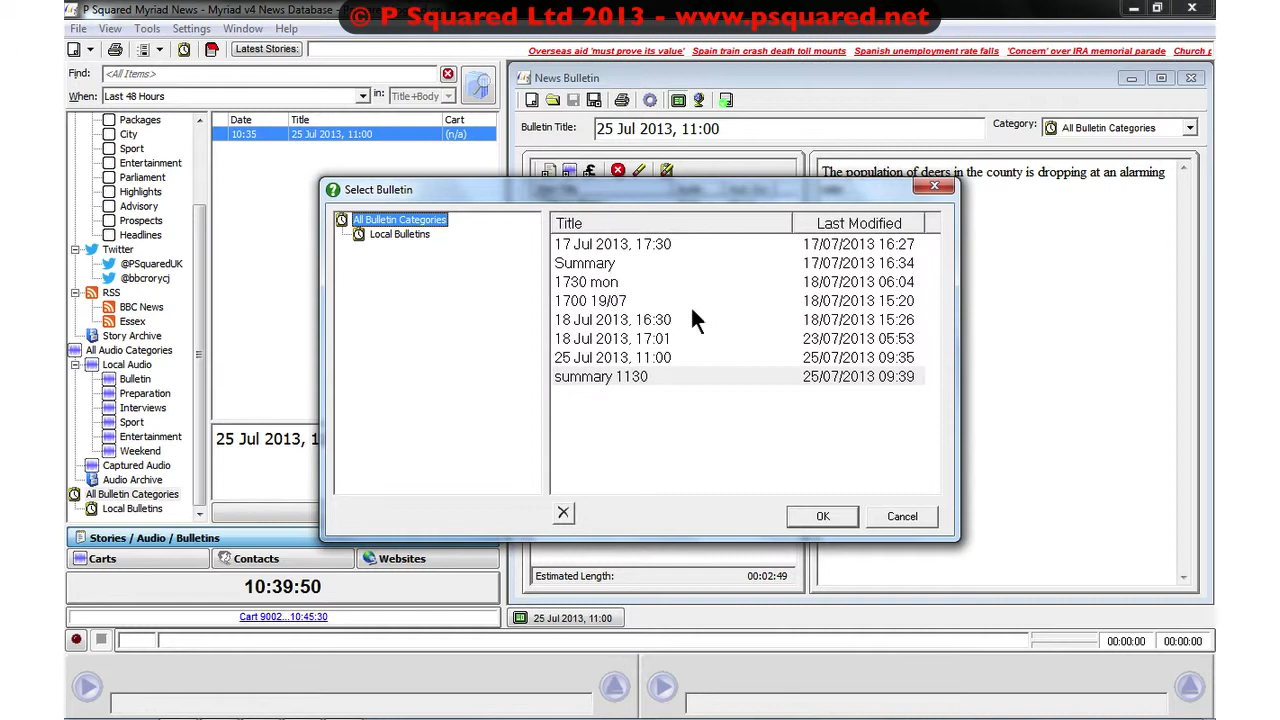 P Squared Myriad News - Myriad v4 News Database -
© P Squared Ltd 2013 - www.psquared.net
File View Tools Settings Window Help
Latest Stories:
Overseas aid 'must prove its value' Spain train crash death toll mounts Spanish unemployment rate falls 'Concern' over IRA memorial parade Church p
Find: <All Items>
When: Last 48 Hours in: Title+Body
News Bulletin
Bulletin Title: 25 Jul 2013, 11:00 Category: All Bulletin Categories
Date Title Cart
10:35 25 Jul 2013, 11:00 (n/a)
Packages
City
Sport
Entertainment
Parliament
Highlights
Advisory
Prospects
Headlines
Twitter
@PSquaredUK
@bbcrorycj
RSS
BBC News
Essex
Story Archive
All Audio Categories
Local Audio
Bulletin
Preparation
Interviews
Sport
Entertainment
Weekend
Captured Audio
Audio Archive
All Bulletin Categories
Local Bulletins
25 Jul 2013, 1
The population of deers in the county is dropping at an alarming
Select Bulletin
All Bulletin Categories
Local Bulletins
Title Last Modified
17 Jul 2013, 17:30 17/07/2013 16:27
Summary 17/07/2013 16:34
1730 mon 18/07/2013 06:04
1700 19/07 18/07/2013 15:20
18 Jul 2013, 16:30 18/07/2013 15:26
18 Jul 2013, 17:01 23/07/2013 05:53
25 Jul 2013, 11:00 25/07/2013 09:35
summary 1130 25/07/2013 09:39
OK Cancel
Stories / Audio / Bulletins
Carts Contacts Websites
10:39:50
Cart 9002...10:45:30
Estimated Length: 00:02:49
25 Jul 2013, 11:00
00:00:00 00:00:00